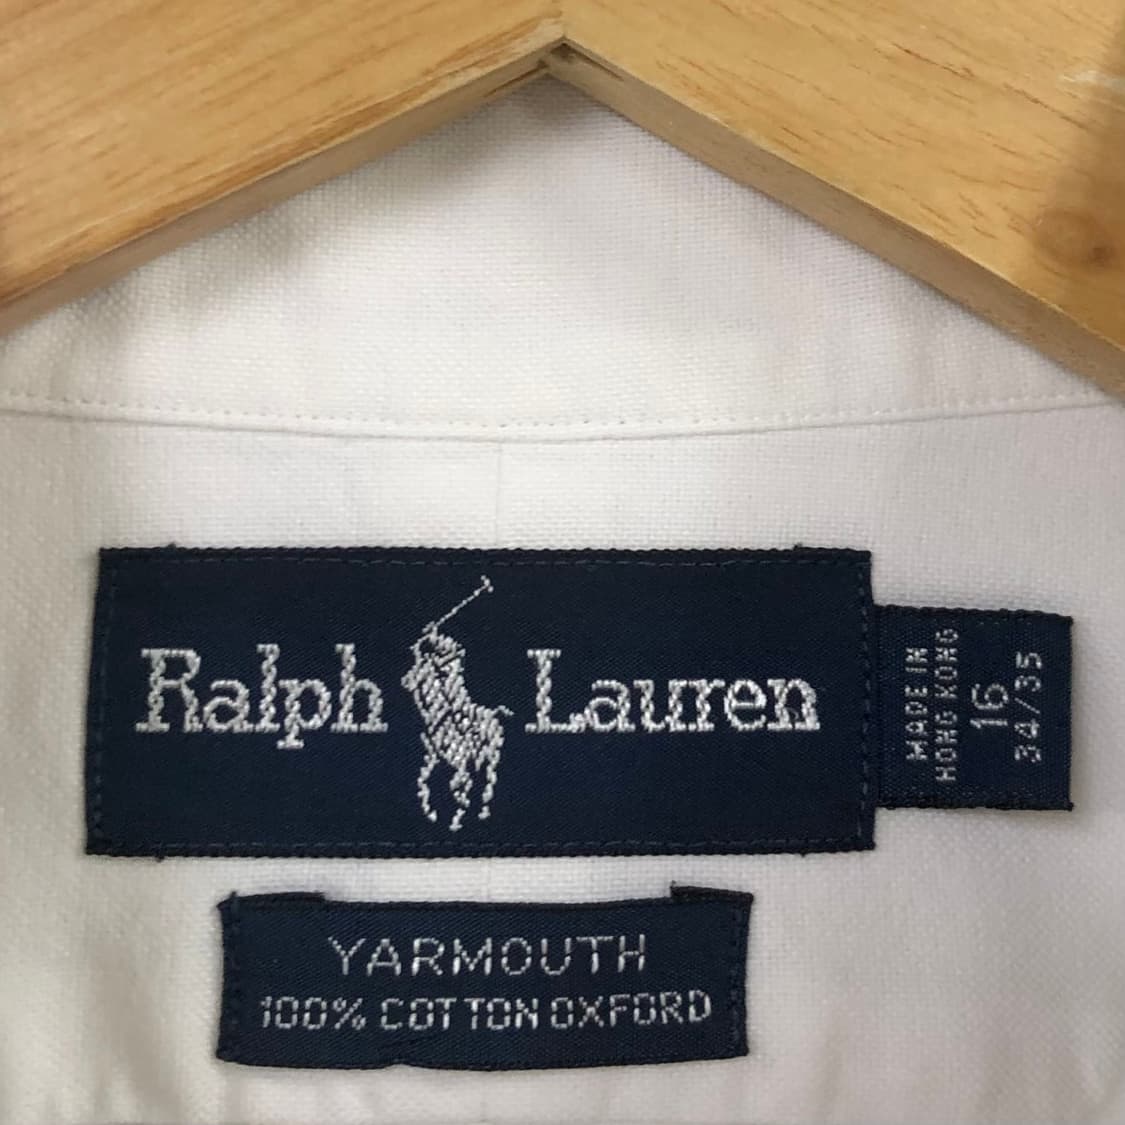 Ralph Lauren
MADE IN
HONG KONG
16
34/35
YARMOUTH
100% COTTON OXFORD